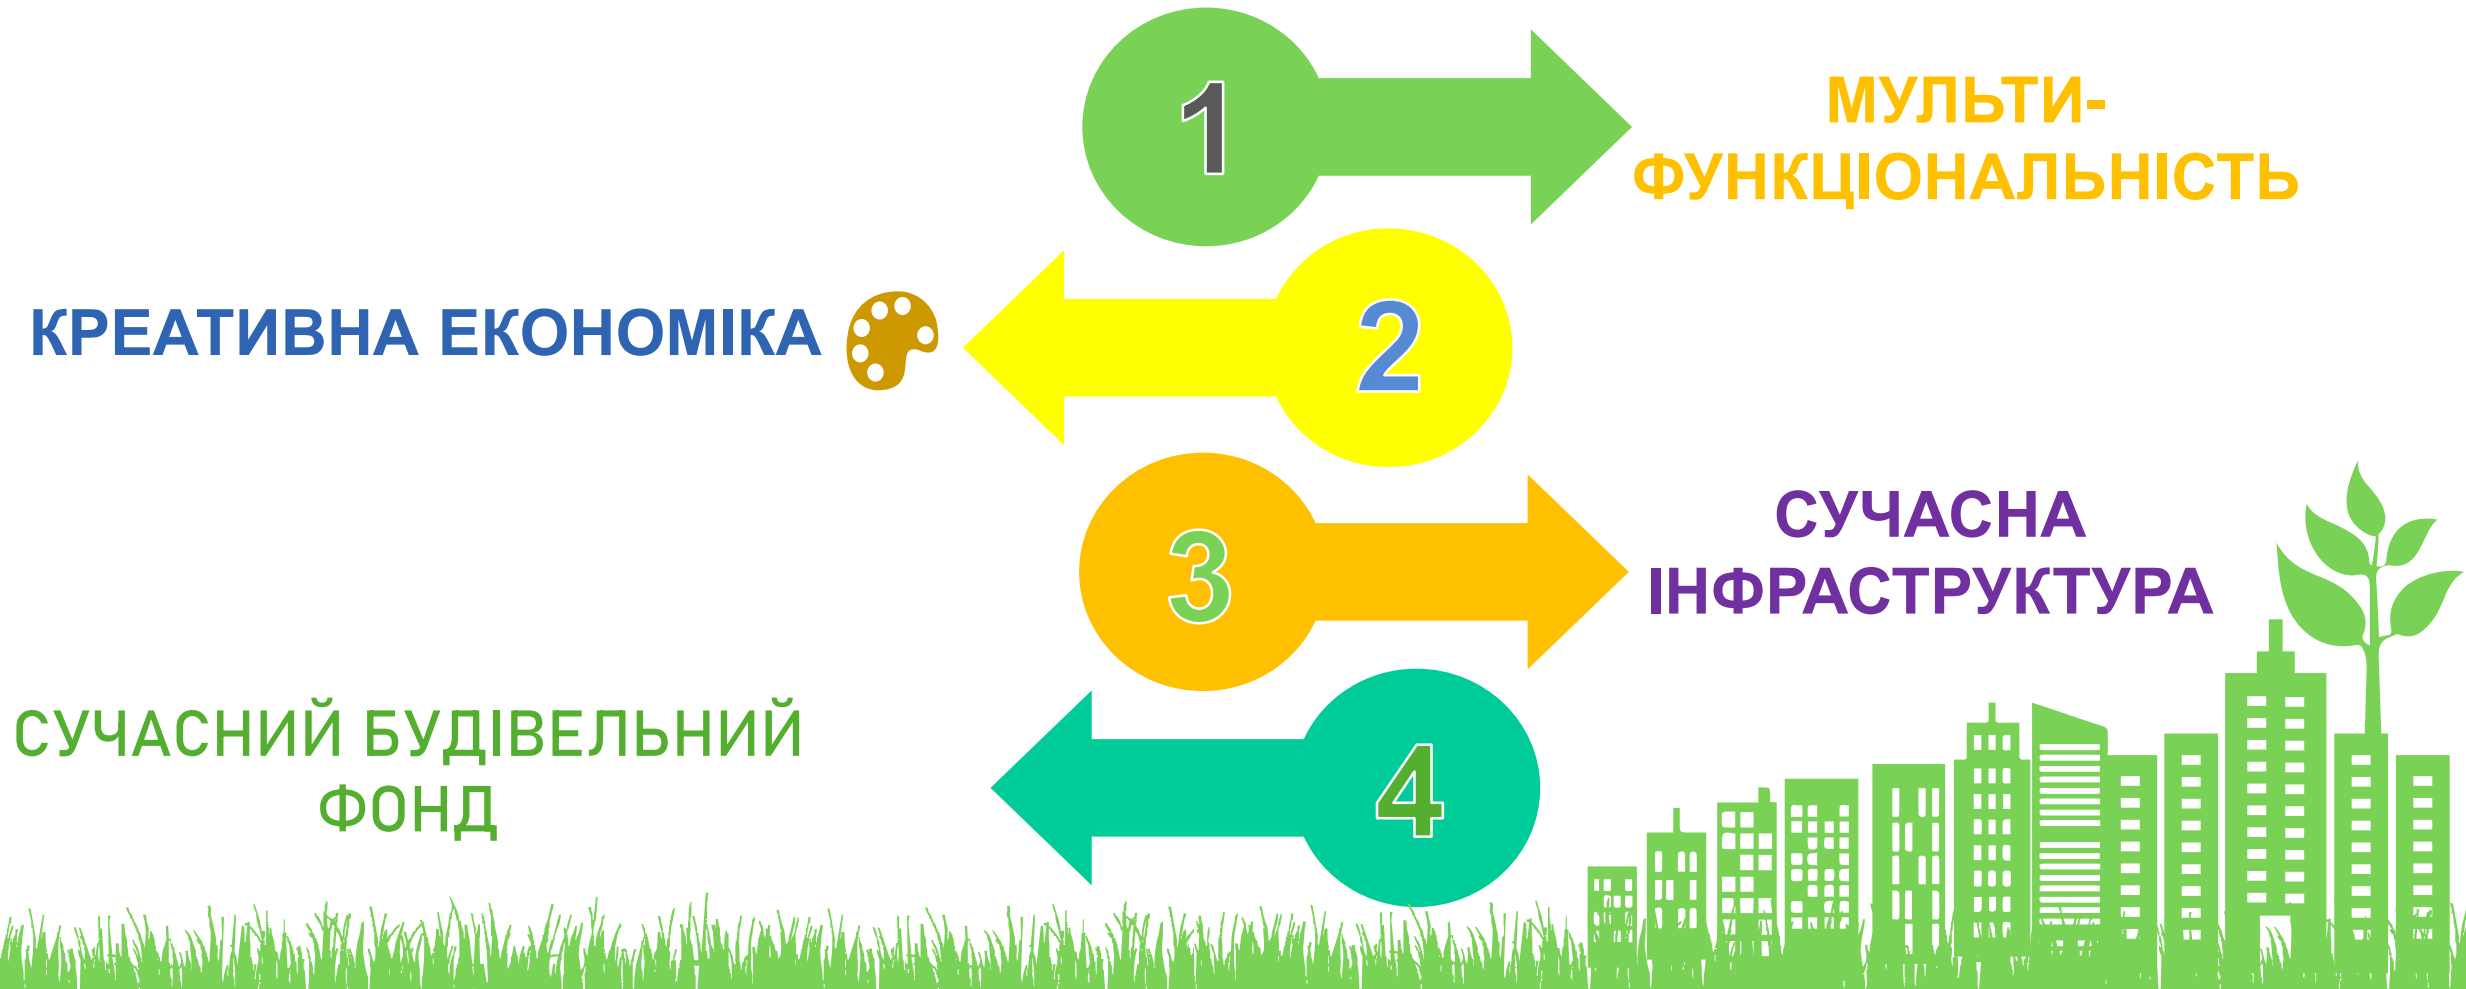 1
МУЛЬТИ-
ФУНКЦІОНАЛЬНІСТЬ
КРЕАТИВНА ЕКОНОМІКА
2
3
СУЧАСНА
ІНФРАСТРУКТУРА
СУЧАСНИЙ БУДІВЕЛЬНИЙ
ФОНД
4